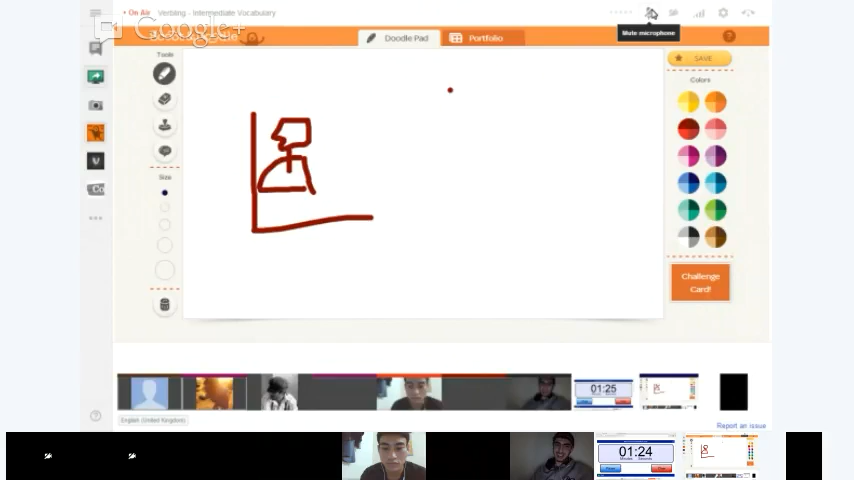 On Air Verbling - Intermediate Vocabulary
Google+
Mute microphone
Doodle Pad
Portfolio
?
Tools
SAVE
Colors
Size
Challenge
Card!
01:25
English (United Kingdom)
Report an issue
01:24